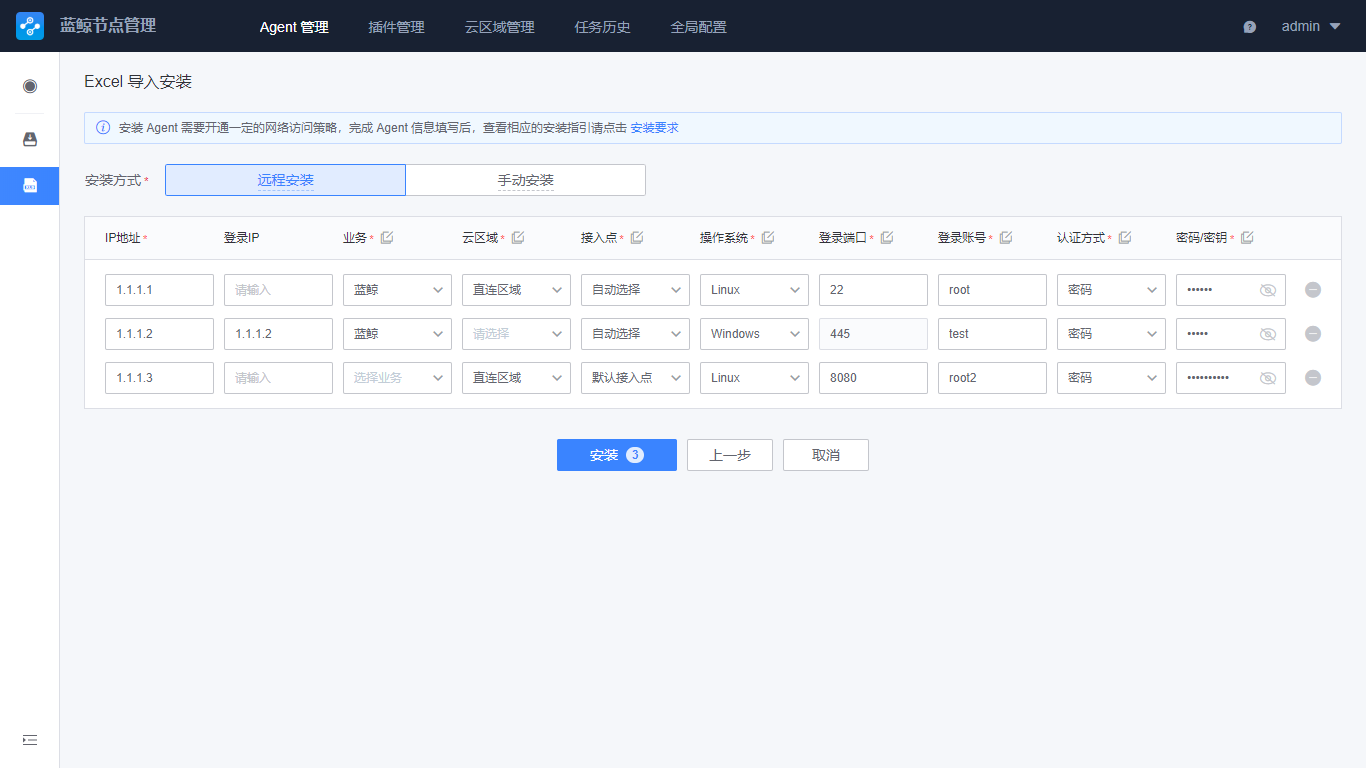 蓝鲸节点管理 Agent 管理 插件管理 云区域管理 任务历史 全局配置 admin
Excel 导入安装
安装 Agent 需要开通一定的网络访问策略，完成 Agent 信息填写后，查看相应的安装指引请点击 安装要求
安装方式* 远程安装 手动安装
IP地址* 登录IP 业务* 云区域* 接入点* 操作系统* 登录端口* 登录账号* 认证方式* 密码/密钥*
1.1.1.1 请输入 蓝鲸 直连区域 自动选择 Linux 22 root 密码 ••••••
1.1.1.2 1.1.1.2 蓝鲸 请选择 自动选择 Windows 445 test 密码 •••••
1.1.1.3 请输入 选择业务 直连区域 默认接入点 Linux 8080 root2 密码 ••••••••••
安装 3 上一步 取消